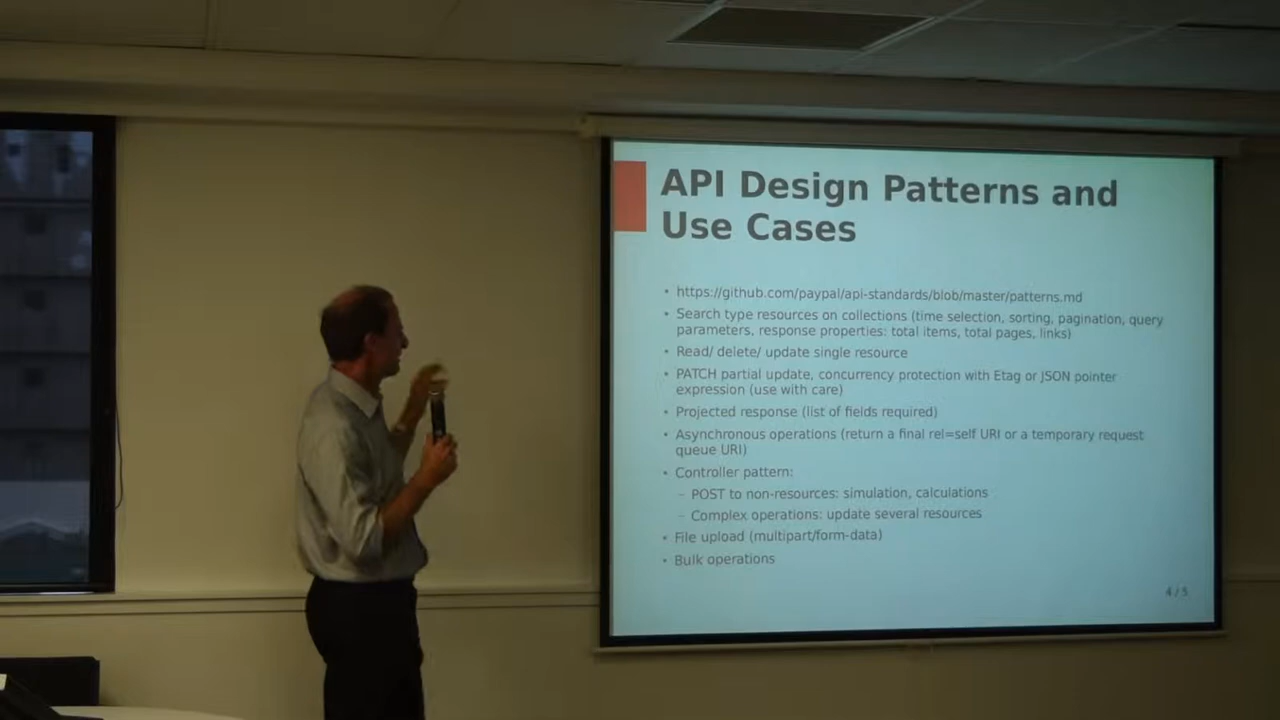 API Design Patterns and
Use Cases
• https://github.com/paypal/api-standards/blob/master/patterns.md
• Search type resources on collections (time selection, sorting, pagination, query
parameters, response properties: total items, total pages, links)
• Read/ delete/ update single resource
• PATCH partial update, concurrency protection with Etag or JSON pointer
expression (use with care)
• Projected response (list of fields required)
• Asynchronous operations (return a final rel=self URI or a temporary request
queue URI)
• Controller pattern:
– POST to non-resources: simulation, calculations
– Complex operations: update several resources
• File upload (multipart/form-data)
• Bulk operations
4 / 5